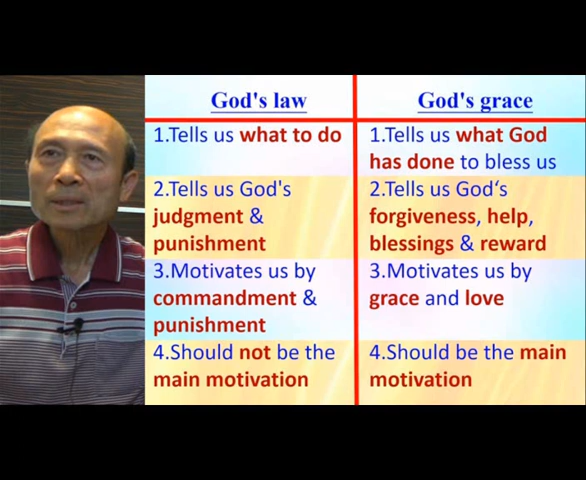 God's law
1.Tells us what to do
2.Tells us God's
judgment &
punishment
3.Motivates us by
commandment &
punishment
4.Should not be the
main motivation
God's grace
1.Tells us what God
has done to bless us
2.Tells us God‘s
forgiveness, help,
blessings & reward
3.Motivates us by
grace and love
4.Should be the main
motivation